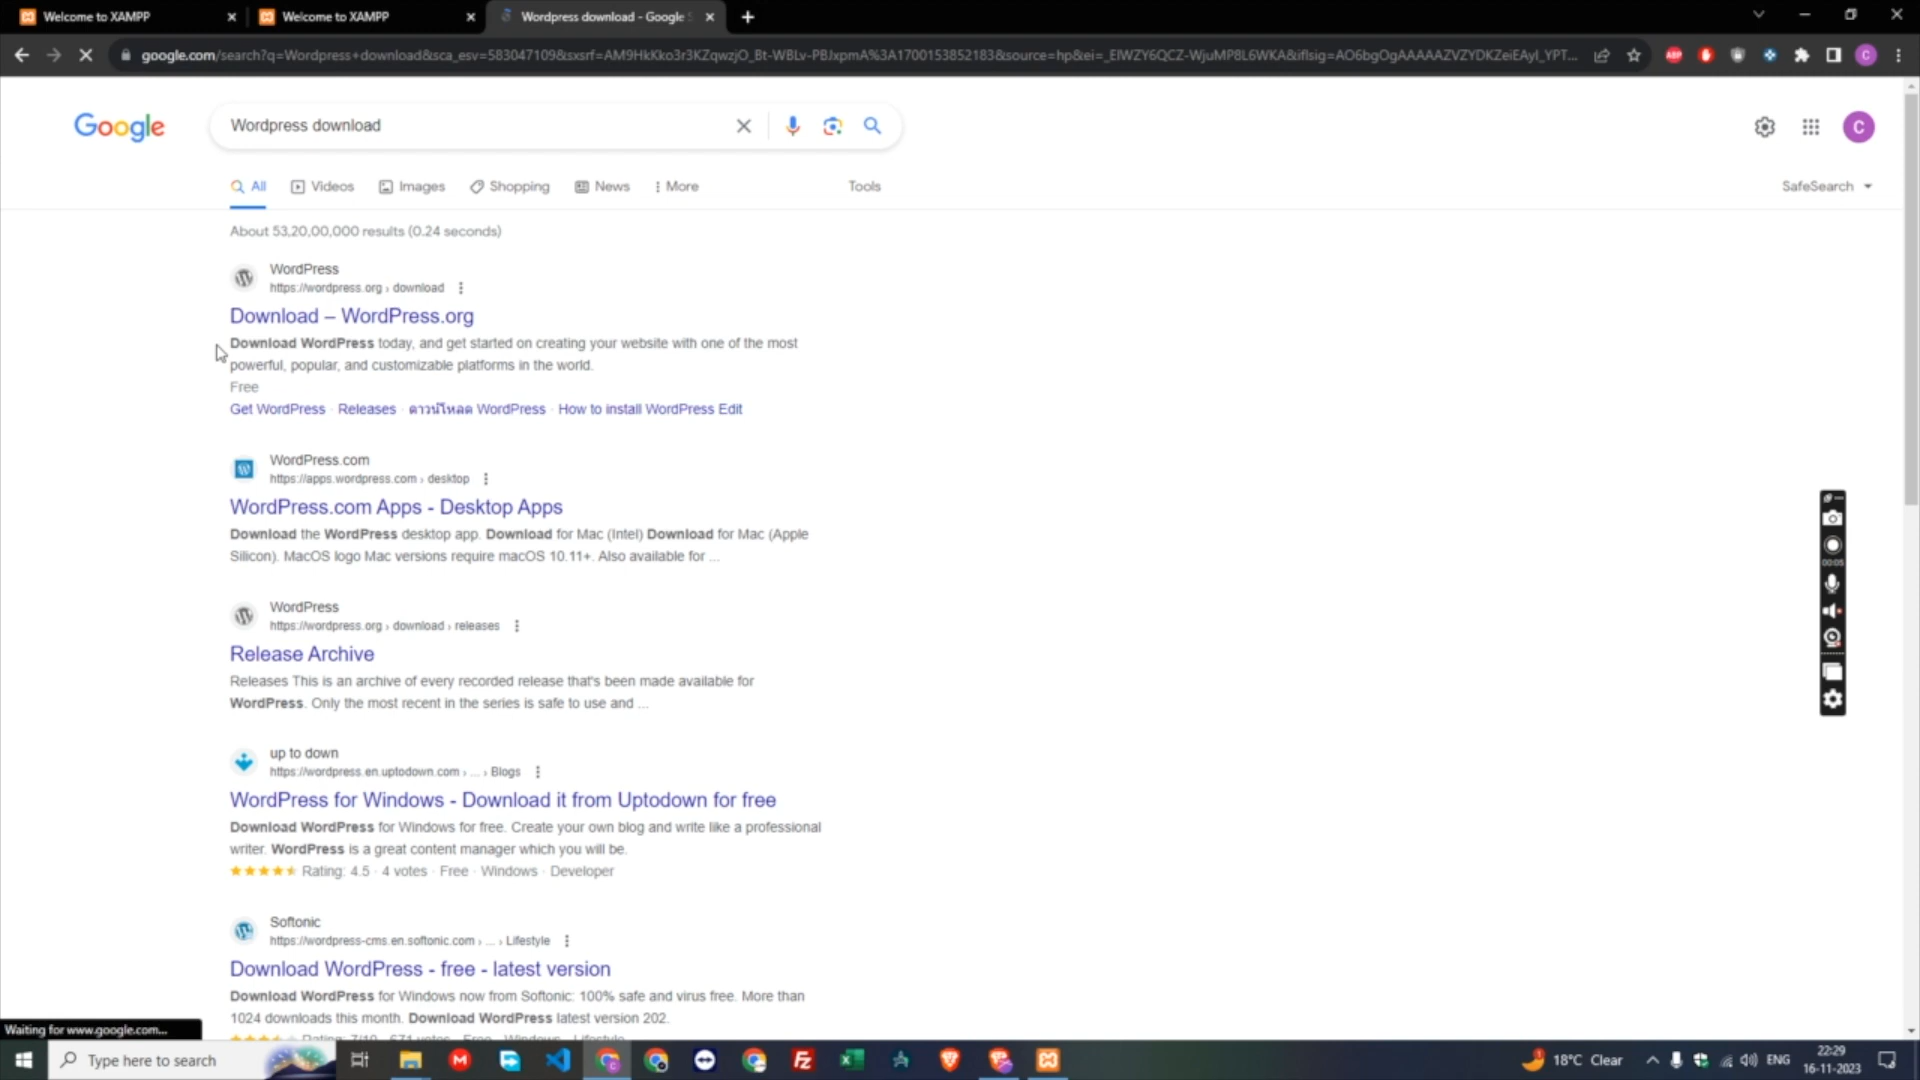 Welcome to XAMPP
Welcome to XAMPP
Wordpress download - Google
google.com/search?q=Wordpress+download&sca_esv=583047109&sxsrf=
Google
Wordpress download
C
All
Videos
Images
Shopping
News
More
Tools
SafeSearch
About 53,20,00,000 results (0.24 seconds)
WordPress
https://wordpress.org › download
Download – WordPress.org
Download WordPress today, and get started on creating your website with one of the most
powerful, popular, and customizable platforms in the world.
Free
Get WordPress · Releases · ดาวน์โหลด WordPress · How to install WordPress Edit
WordPress.com
https://apps.wordpress.com › desktop
WordPress.com Apps - Desktop Apps
Download the WordPress desktop app. Download for Mac (Intel) Download for Mac (Apple
Silicon). MacOS logo Mac versions require macOS 10.11+. Also available for ...
WordPress
https://wordpress.org › download › releases
Release Archive
Releases This is an archive of every recorded release that's been made available for
WordPress. Only the most recent in the series is safe to use and ...
00:05
up to down
https://wordpress.en.uptodown.com › ... › Blogs
WordPress for Windows - Download it from Uptodown for free
Download WordPress for Windows for free. Create your own blog and write like a professional
writer. WordPress is a great content manager which you will be.
Rating: 4.5 · 4 votes · Free · Windows · Developer
Softonic
https://wordpress-cms.en.softonic.com › ... › Lifestyle
Download WordPress - free - latest version
Download WordPress for Windows now from Softonic: 100% safe and virus free. More than
1024 downloads this month. Download WordPress latest version 202.
Waiting for www.google.com...
Type here to search
18°C Clear
ENG
22:29
16-11-2023